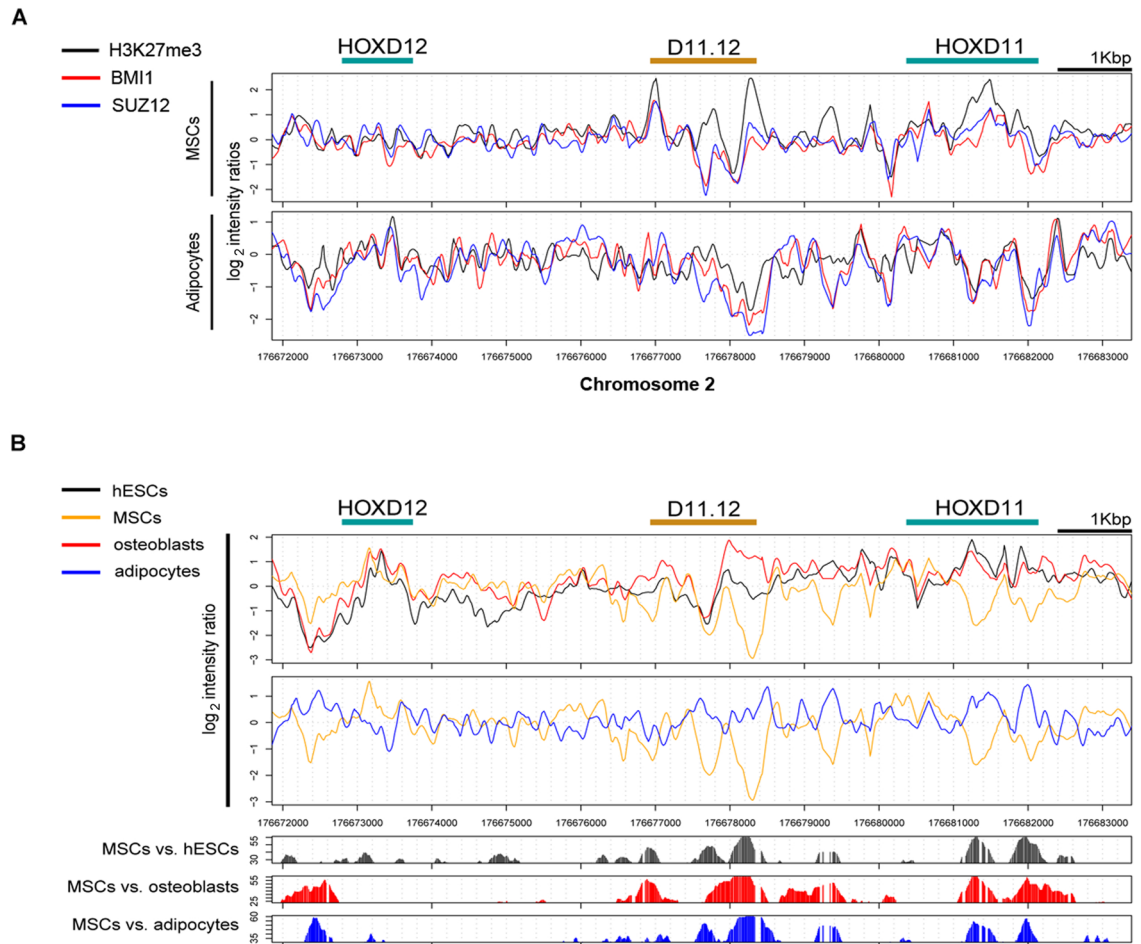 A
H3K27me3
BMI1
SUZ12
HOXD12 D11.12 HOXD11
1Kbp
MSCs
2
1
0
-1
-2
log 2 intensity ratios
Adipocytes
1
0
-1
-2
176672000 176673000 176674000 176675000 176676000 176677000 176678000 176679000 176680000 176681000 176682000 176683000
Chromosome 2
B
hESCs
MSCs
osteoblasts
adipocytes
HOXD12 D11.12 HOXD11
1Kbp
2
1
0
-1
-2
-3
log 2 intensity ratio
1
0
-1
-2
-3
176672000 176673000 176674000 176675000 176676000 176677000 176678000 176679000 176680000 176681000 176682000 176683000
MSCs vs. hESCs
55
30
MSCs vs. osteoblasts
55
25
MSCs vs. adipocytes
60
35